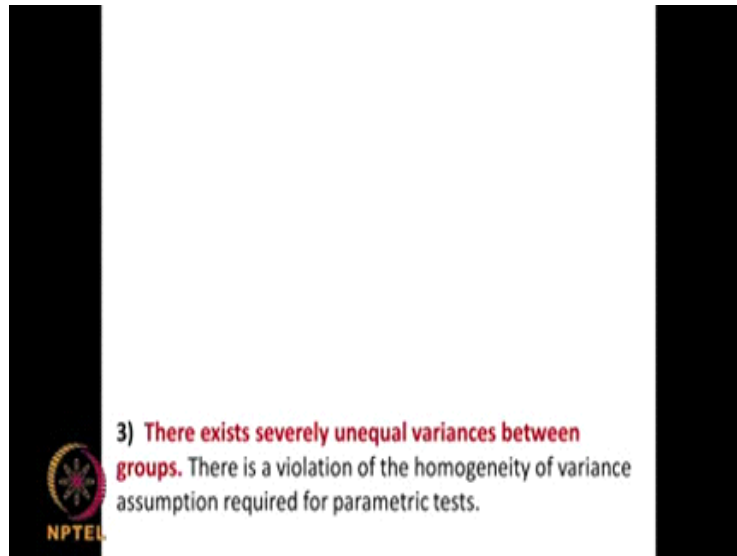 3) There exists severely unequal variances between
groups. There is a violation of the homogeneity of variance
assumption required for parametric tests.
NPTEL